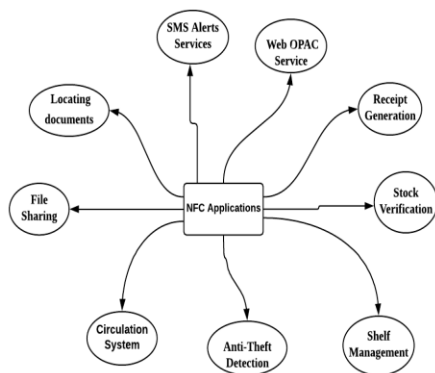 SMS Alerts
Services
Web OPAC
Service
Locating
documents
Receipt
Generation
File
Sharing
NFC Applications
Stock
Verification
Circulation
System
Anti-Theft
Detection
Shelf
Management